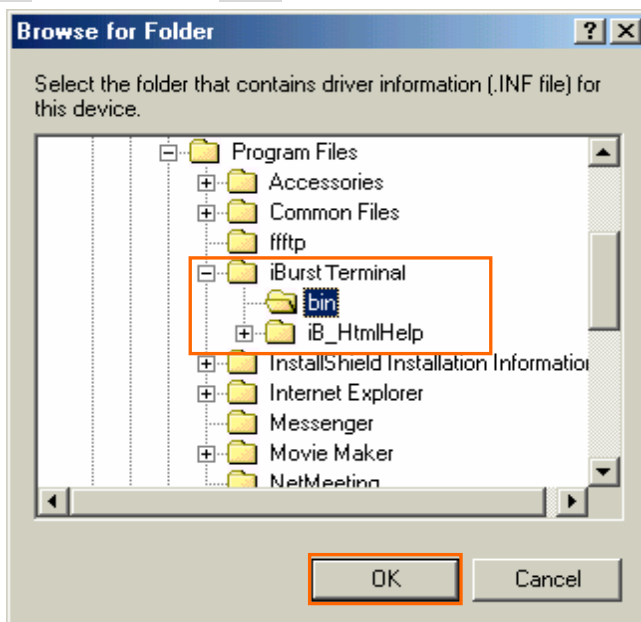 Browse for Folder
Select the folder that contains driver information (.INF file) for
this device.
Program Files
Accessories
Common Files
ffftp
iBurst Terminal
bin
iB_HtmlHelp
InstallShield Installation Informatio
Internet Explorer
Messenger
Movie Maker
NetMeeting
OK
Cancel